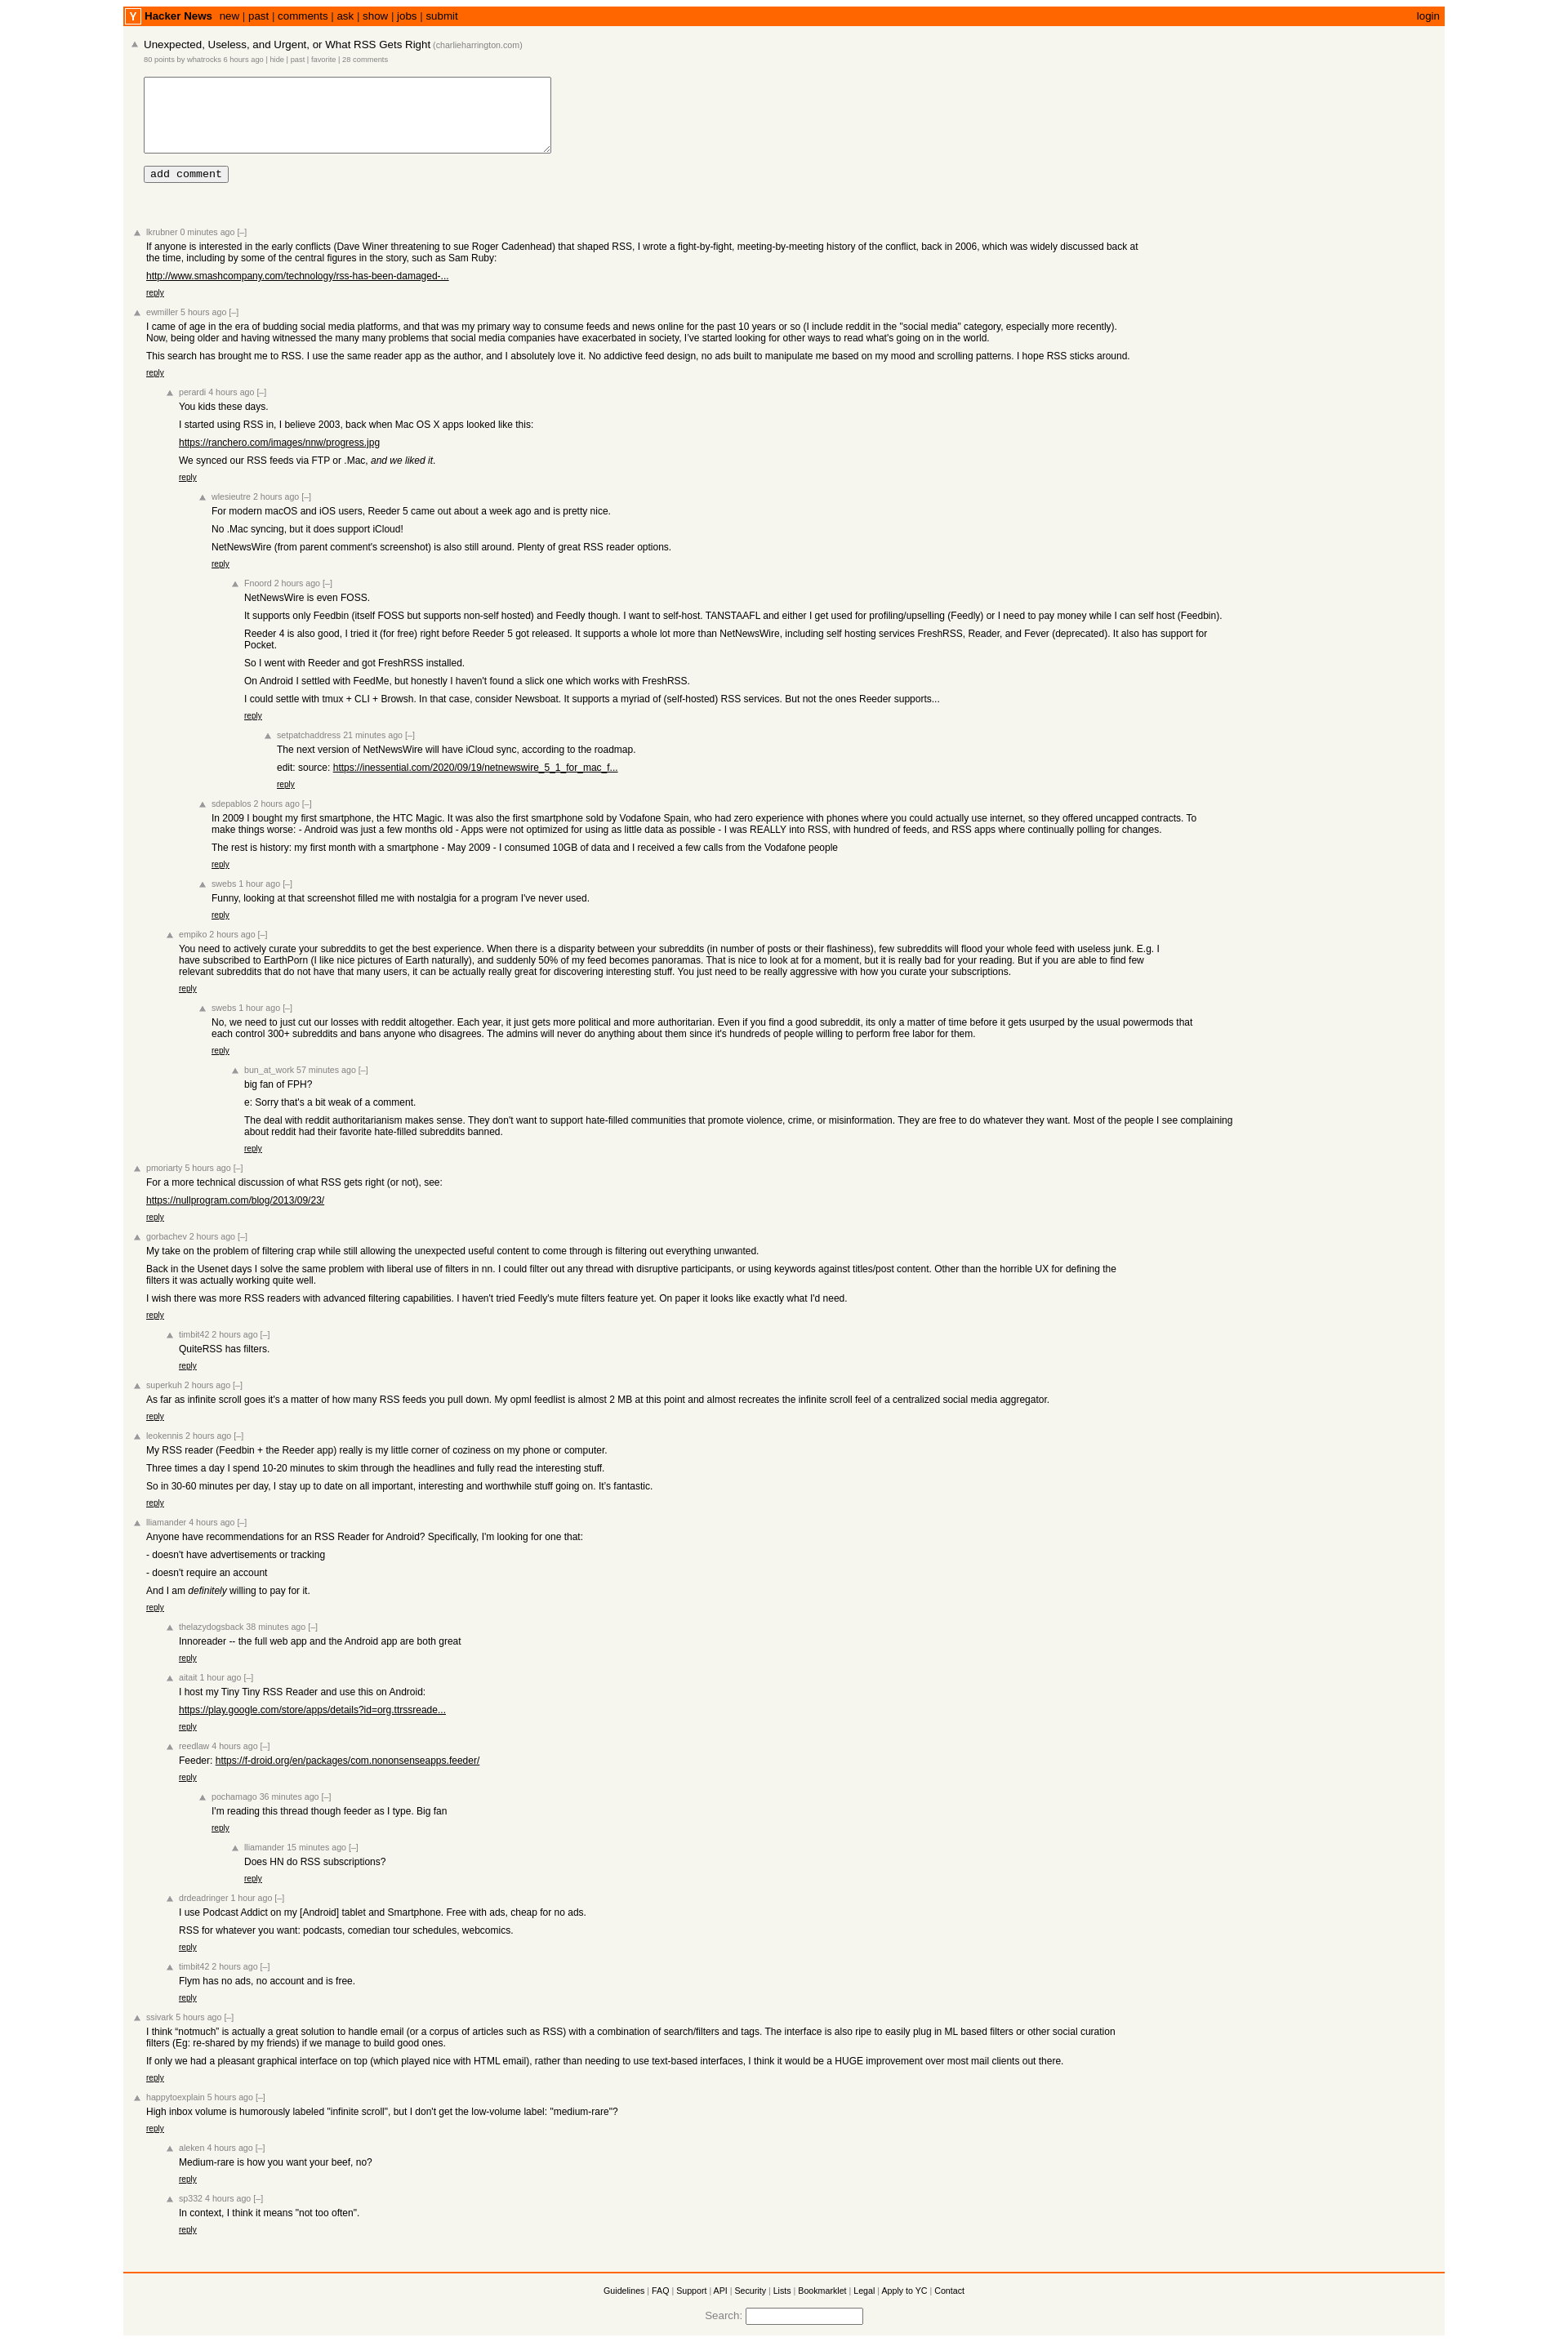 Y Hacker News new | past | comments | ask | show | jobs | submit login
Unexpected, Useless, and Urgent, or What RSS Gets Right (charlieharrington.com)
80 points by whatrocks 6 hours ago | hide | past | favorite | 28 comments
add comment
lkrubner 0 minutes ago [–]
If anyone is interested in the early conflicts (Dave Winer threatening to sue Roger Cadenhead) that shaped RSS, I wrote a fight-by-fight, meeting-by-meeting history of the conflict, back in 2006, which was widely discussed back at
the time, including by some of the central figures in the story, such as Sam Ruby:
http://www.smashcompany.com/technology/rss-has-been-damaged-...
reply
ewmiller 5 hours ago [–]
I came of age in the era of budding social media platforms, and that was my primary way to consume feeds and news online for the past 10 years or so (I include reddit in the "social media" category, especially more recently).
Now, being older and having witnessed the many many problems that social media companies have exacerbated in society, I've started looking for other ways to read what's going on in the world.
This search has brought me to RSS. I use the same reader app as the author, and I absolutely love it. No addictive feed design, no ads built to manipulate me based on my mood and scrolling patterns. I hope RSS sticks around.
reply
perardi 4 hours ago [–]
You kids these days.
I started using RSS in, I believe 2003, back when Mac OS X apps looked like this:
https://ranchero.com/images/nnw/progress.jpg
We synced our RSS feeds via FTP or .Mac, and we liked it.
reply
wlesieutre 2 hours ago [–]
For modern macOS and iOS users, Reeder 5 came out about a week ago and is pretty nice.
No .Mac syncing, but it does support iCloud!
NetNewsWire (from parent comment's screenshot) is also still around. Plenty of great RSS reader options.
reply
Fnoord 2 hours ago [–]
NetNewsWire is even FOSS.
It supports only Feedbin (itself FOSS but supports non-self hosted) and Feedly though. I want to self-host. TANSTAAFL and either I get used for profiling/upselling (Feedly) or I need to pay money while I can self host (Feedbin).
Reeder 4 is also good, I tried it (for free) right before Reeder 5 got released. It supports a whole lot more than NetNewsWire, including self hosting services FreshRSS, Reader, and Fever (deprecated). It also has support for
Pocket.
So I went with Reeder and got FreshRSS installed.
On Android I settled with FeedMe, but honestly I haven't found a slick one which works with FreshRSS.
I could settle with tmux + CLI + Browsh. In that case, consider Newsboat. It supports a myriad of (self-hosted) RSS services. But not the ones Reeder supports...
reply
setpatchaddress 21 minutes ago [–]
The next version of NetNewsWire will have iCloud sync, according to the roadmap.
edit: source: https://inessential.com/2020/09/19/netnewswire_5_1_for_mac_f...
reply
sdepablos 2 hours ago [–]
In 2009 I bought my first smartphone, the HTC Magic. It was also the first smartphone sold by Vodafone Spain, who had zero experience with phones where you could actually use internet, so they offered uncapped contracts. To
make things worse: - Android was just a few months old - Apps were not optimized for using as little data as possible - I was REALLY into RSS, with hundred of feeds, and RSS apps where continually polling for changes.
The rest is history: my first month with a smartphone - May 2009 - I consumed 10GB of data and I received a few calls from the Vodafone people
reply
swebs 1 hour ago [–]
Funny, looking at that screenshot filled me with nostalgia for a program I've never used.
reply
empiko 2 hours ago [–]
You need to actively curate your subreddits to get the best experience. When there is a disparity between your subreddits (in number of posts or their flashiness), few subreddits will flood your whole feed with useless junk. E.g. I
have subscribed to EarthPorn (I like nice pictures of Earth naturally), and suddenly 50% of my feed becomes panoramas. That is nice to look at for a moment, but it is really bad for your reading. But if you are able to find few
relevant subreddits that do not have that many users, it can be actually really great for discovering interesting stuff. You just need to be really aggressive with how you curate your subscriptions.
reply
swebs 1 hour ago [–]
No, we need to just cut our losses with reddit altogether. Each year, it just gets more political and more authoritarian. Even if you find a good subreddit, its only a matter of time before it gets usurped by the usual powermods that
each control 300+ subreddits and bans anyone who disagrees. The admins will never do anything about them since it's hundreds of people willing to perform free labor for them.
reply
bun_at_work 57 minutes ago [–]
big fan of FPH?
e: Sorry that's a bit weak of a comment.
The deal with reddit authoritarianism makes sense. They don't want to support hate-filled communities that promote violence, crime, or misinformation. They are free to do whatever they want. Most of the people I see complaining
about reddit had their favorite hate-filled subreddits banned.
reply
pmoriarty 5 hours ago [–]
For a more technical discussion of what RSS gets right (or not), see:
https://nullprogram.com/blog/2013/09/23/
reply
gorbachev 2 hours ago [–]
My take on the problem of filtering crap while still allowing the unexpected useful content to come through is filtering out everything unwanted.
Back in the Usenet days I solve the same problem with liberal use of filters in nn. I could filter out any thread with disruptive participants, or using keywords against titles/post content. Other than the horrible UX for defining the
filters it was actually working quite well.
I wish there was more RSS readers with advanced filtering capabilities. I haven't tried Feedly's mute filters feature yet. On paper it looks like exactly what I'd need.
reply
timbit42 2 hours ago [–]
QuiteRSS has filters.
reply
superkuh 2 hours ago [–]
As far as infinite scroll goes it's a matter of how many RSS feeds you pull down. My opml feedlist is almost 2 MB at this point and almost recreates the infinite scroll feel of a centralized social media aggregator.
reply
leokennis 2 hours ago [–]
My RSS reader (Feedbin + the Reeder app) really is my little corner of coziness on my phone or computer.
Three times a day I spend 10-20 minutes to skim through the headlines and fully read the interesting stuff.
So in 30-60 minutes per day, I stay up to date on all important, interesting and worthwhile stuff going on. It's fantastic.
reply
lliamander 4 hours ago [–]
Anyone have recommendations for an RSS Reader for Android? Specifically, I'm looking for one that:
- doesn't have advertisements or tracking
- doesn't require an account
And I am definitely willing to pay for it.
reply
thelazydogsback 38 minutes ago [–]
Innoreader -- the full web app and the Android app are both great
reply
aitait 1 hour ago [–]
I host my Tiny Tiny RSS Reader and use this on Android:
https://play.google.com/store/apps/details?id=org.ttrssreade...
reply
reedlaw 4 hours ago [–]
Feeder: https://f-droid.org/en/packages/com.nononsenseapps.feeder/
reply
pochamago 36 minutes ago [–]
I'm reading this thread though feeder as I type. Big fan
reply
lliamander 15 minutes ago [–]
Does HN do RSS subscriptions?
reply
drdeadringer 1 hour ago [–]
I use Podcast Addict on my [Android] tablet and Smartphone. Free with ads, cheap for no ads.
RSS for whatever you want: podcasts, comedian tour schedules, webcomics.
reply
timbit42 2 hours ago [–]
Flym has no ads, no account and is free.
reply
ssivark 5 hours ago [–]
I think “notmuch” is actually a great solution to handle email (or a corpus of articles such as RSS) with a combination of search/filters and tags. The interface is also ripe to easily plug in ML based filters or other social curation
filters (Eg: re-shared by my friends) if we manage to build good ones.
If only we had a pleasant graphical interface on top (which played nice with HTML email), rather than needing to use text-based interfaces, I think it would be a HUGE improvement over most mail clients out there.
reply
happytoexplain 5 hours ago [–]
High inbox volume is humorously labeled "infinite scroll", but I don't get the low-volume label: "medium-rare"?
reply
aleken 4 hours ago [–]
Medium-rare is how you want your beef, no?
reply
sp332 4 hours ago [–]
In context, I think it means "not too often".
reply
Guidelines | FAQ | Support | API | Security | Lists | Bookmarklet | Legal | Apply to YC | Contact
Search: